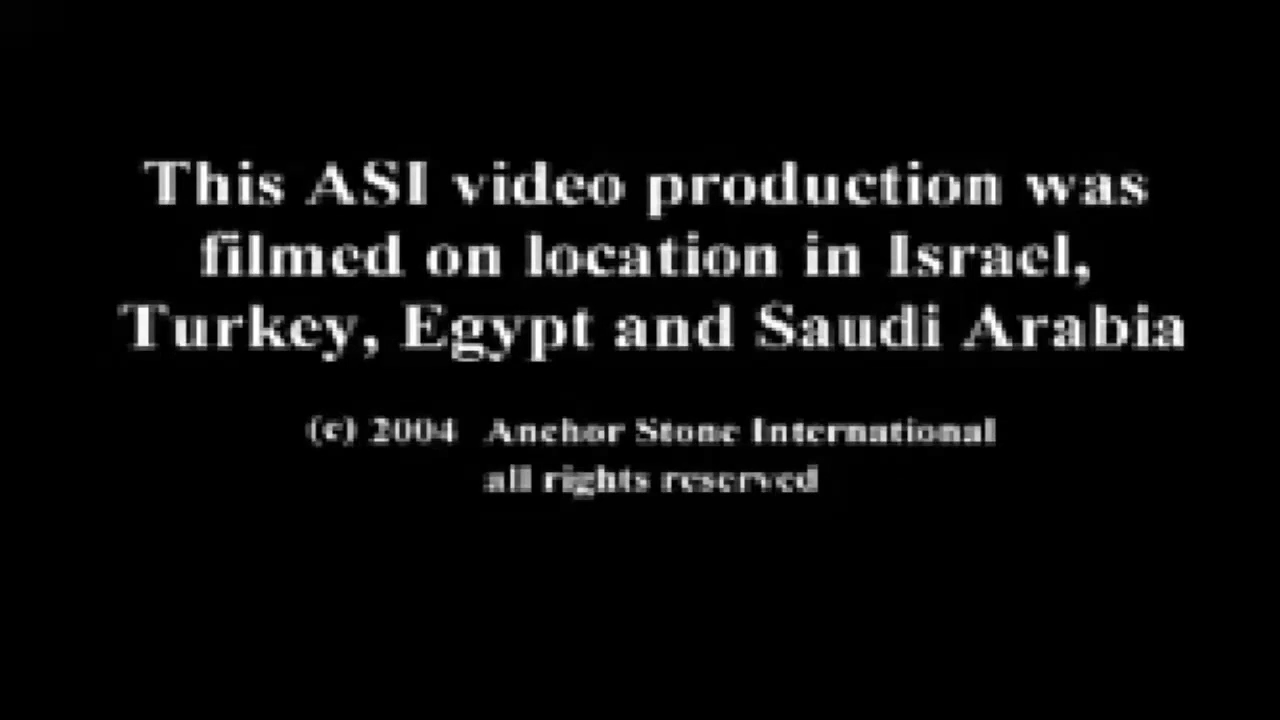 This ASI video production was
filmed on location in Israel,
Turkey, Egypt and Saudi Arabia
(c) 2004 Anchor Stone International
all rights reserved